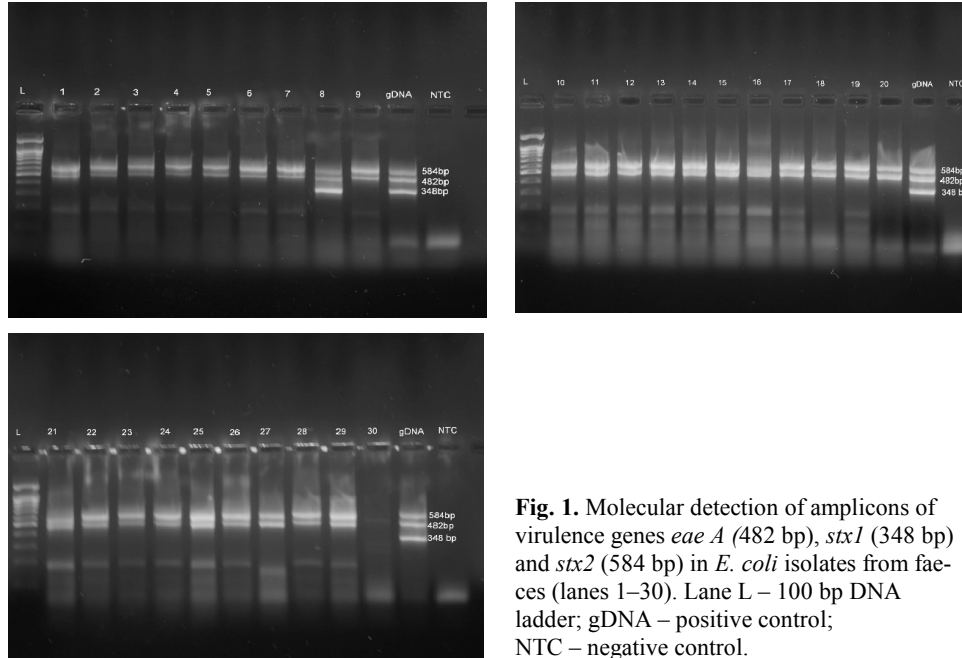 L 1 2 3 4 5 6 7 8 9 gDNA NTC
584bp
482bp
348bp
L 10 11 12 13 14 15 16 17 18 19 20 gDNA NTC
584bp
482bp
348 b
L 21 22 23 24 25 26 27 28 29 30 gDNA NTC
584bp
482bp
348 bp
Fig. 1. Molecular detection of amplicons of
virulence genes eae A (482 bp), stx1 (348 bp)
and stx2 (584 bp) in E. coli isolates from fae-
ces (lanes 1–30). Lane L – 100 bp DNA
ladder; gDNA – positive control;
NTC – negative control.